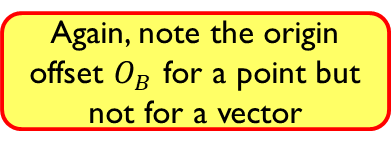 Again, note the origin
offset O_B for a point but
not for a vector